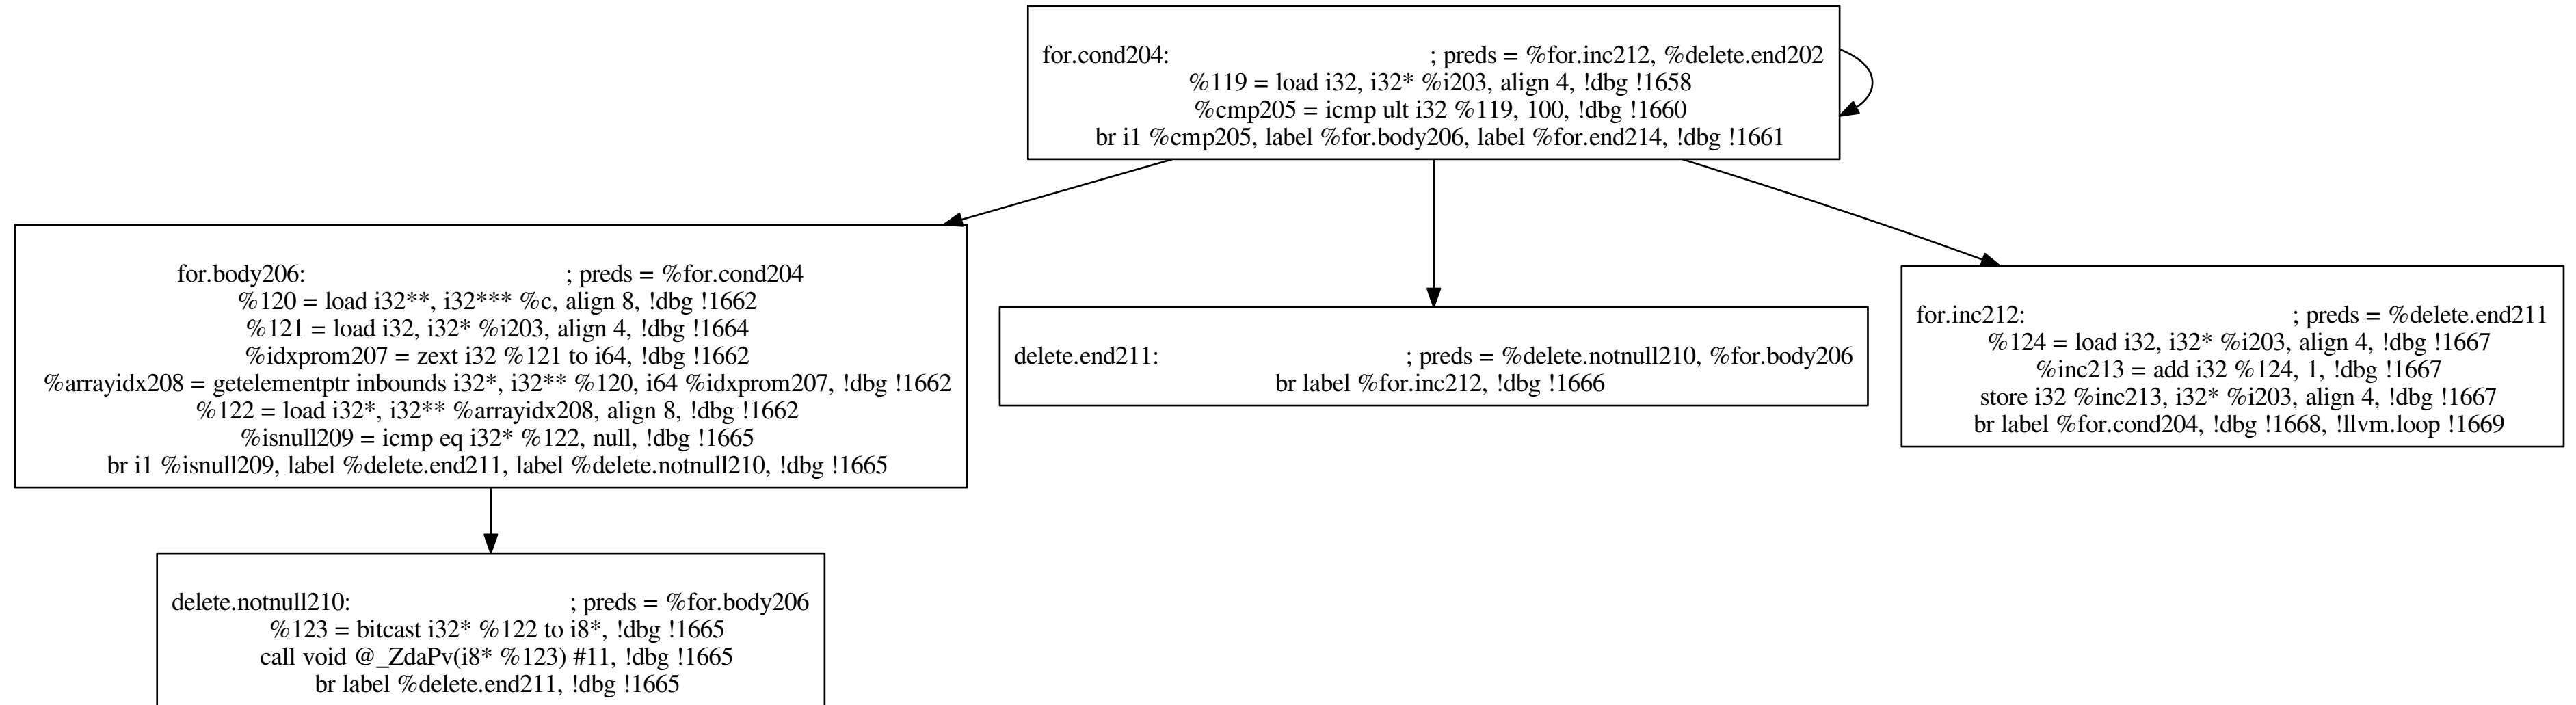 for.cond204: ; preds = %for.inc212, %delete.end202
%119 = load i32, i32* %i203, align 4, !dbg !1658
%cmp205 = icmp ult i32 %119, 100, !dbg !1660
br i1 %cmp205, label %for.body206, label %for.end214, !dbg !1661
for.body206: ; preds = %for.cond204
%120 = load i32**, i32*** %c, align 8, !dbg !1662
%121 = load i32, i32* %i203, align 4, !dbg !1664
%idxprom207 = zext i32 %121 to i64, !dbg !1662
%arrayidx208 = getelementptr inbounds i32*, i32** %120, i64 %idxprom207, !dbg !1662
%122 = load i32*, i32** %arrayidx208, align 8, !dbg !1662
%isnull209 = icmp eq i32* %122, null, !dbg !1665
br i1 %isnull209, label %delete.end211, label %delete.notnull210, !dbg !1665
delete.end211: ; preds = %delete.notnull210, %for.body206
br label %for.inc212, !dbg !1666
for.inc212: ; preds = %delete.end211
%124 = load i32, i32* %i203, align 4, !dbg !1667
%inc213 = add i32 %124, 1, !dbg !1667
store i32 %inc213, i32* %i203, align 4, !dbg !1667
br label %for.cond204, !dbg !1668, !llvm.loop !1669
delete.notnull210: ; preds = %for.body206
%123 = bitcast i32* %122 to i8*, !dbg !1665
call void @_ZdaPv(i8* %123) #11, !dbg !1665
br label %delete.end211, !dbg !1665